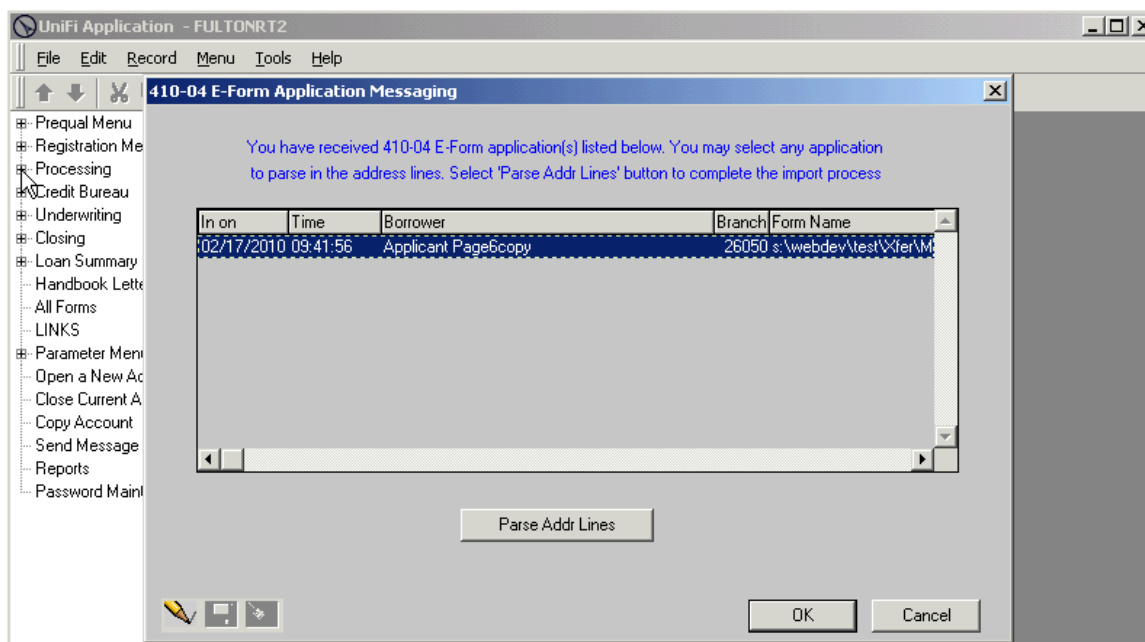 UniFi Application - FULTONRT2
File Edit Record Menu Tools Help
410-04 E-Form Application Messaging
Prequal Menu
Registration Me
Processing
Credit Bureau
Underwriting
Closing
Loan Summary
Handbook Lette
All Forms
LINKS
Parameter Men
Open a New Ac
Close Current A
Copy Account
Send Message
Reports
Password Maint
You have received 410-04 E-Form application(s) listed below. You may select any application
to parse in the address lines. Select 'Parse Addr Lines' button to complete the import process
In on Time Borrower Branch Form Name
02/17/2010 09:41:56 Applicant Page6copy 26050 s:\webdev\test\Xfer\M
Parse Addr Lines
OK Cancel